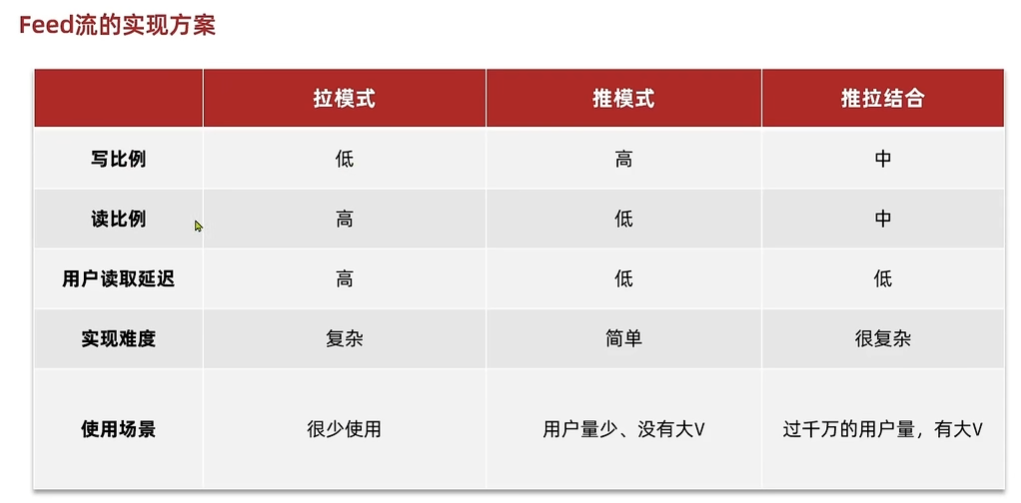 Feed流的实现方案
拉模式 推模式 推拉结合
写比例 低 高 中
读比例 高 低 中
用户读取延迟 高 低 低
实现难度 复杂 简单 很复杂
使用场景 很少使用 用户量少、没有大V 过千万的用户量，有大V